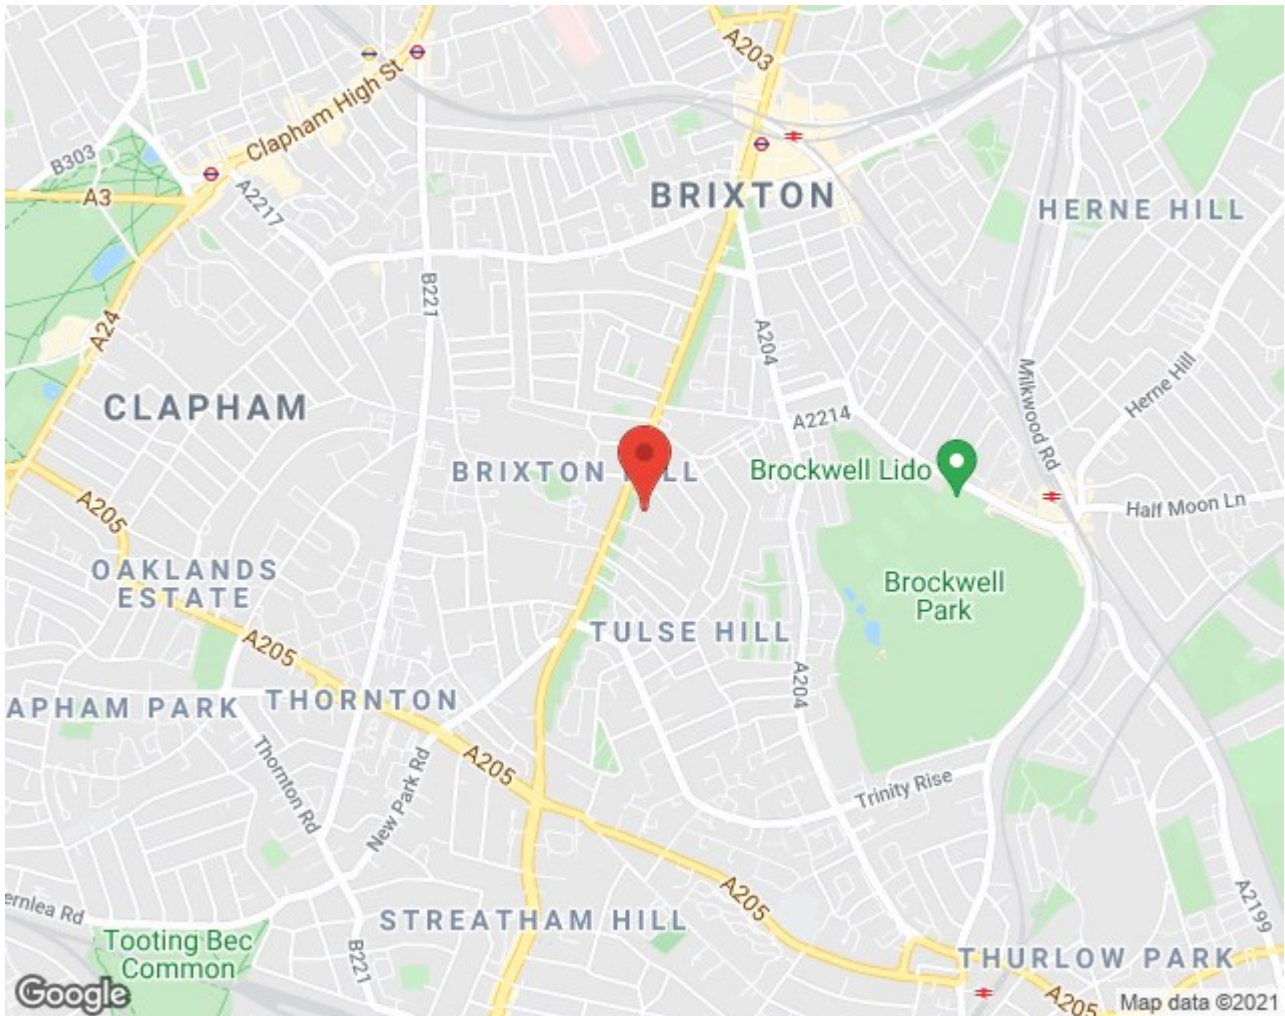 A203
Clapham High St
B303
A3
A2217
BRIXTON
HERNE HILL
B221
A24
A204
Milkwood Rd
Herne Hill
CLAPHAM
A2214
BRIXTON HILL
Brockwell Lido
A205
Half Moon Ln
OAKLANDS
ESTATE
Brockwell
Park
TULSE HILL
A205
A204
APHAM PARK
THORNTON
Thornton Rd
New Park Rd
A205
Trinity Rise
ernlea Rd
STREATHAM HILL
A205
A2199
Tooting Bec
Common
B221
THURLOW PARK
A205
Google
Map data ©2021